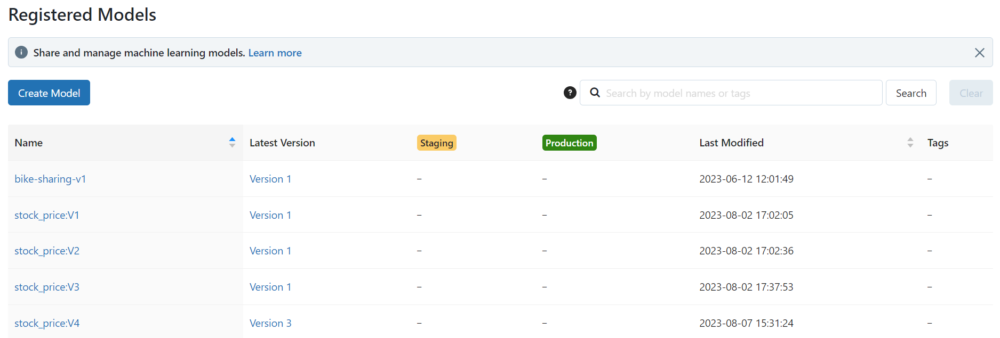 Registered Models
Share and manage machine learning models. Learn more
Create Model ? Search by model names or tags Search Clear
Name Latest Version Staging Production Last Modified Tags
bike-sharing-v1 Version 1 – – 2023-06-12 12:01:49 –
stock_price:V1 Version 1 – – 2023-08-02 17:02:05 –
stock_price:V2 Version 1 – – 2023-08-02 17:02:36 –
stock_price:V3 Version 1 – – 2023-08-02 17:37:53 –
stock_price:V4 Version 3 – – 2023-08-07 15:31:24 –